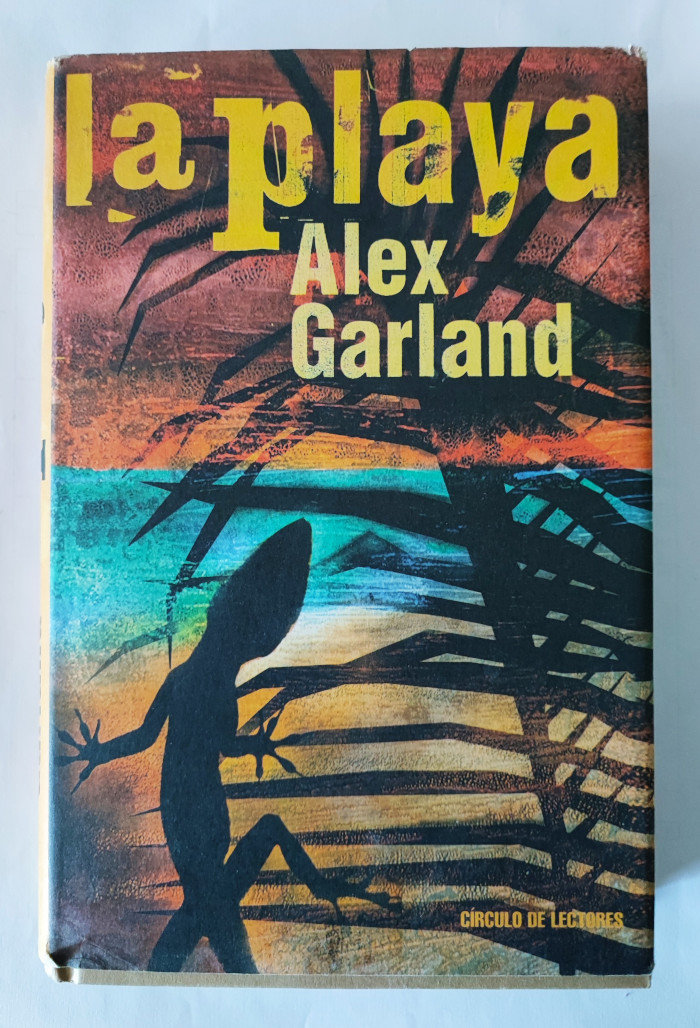 la playa
Alex
Garland
CÍRCULO DE LECTORES